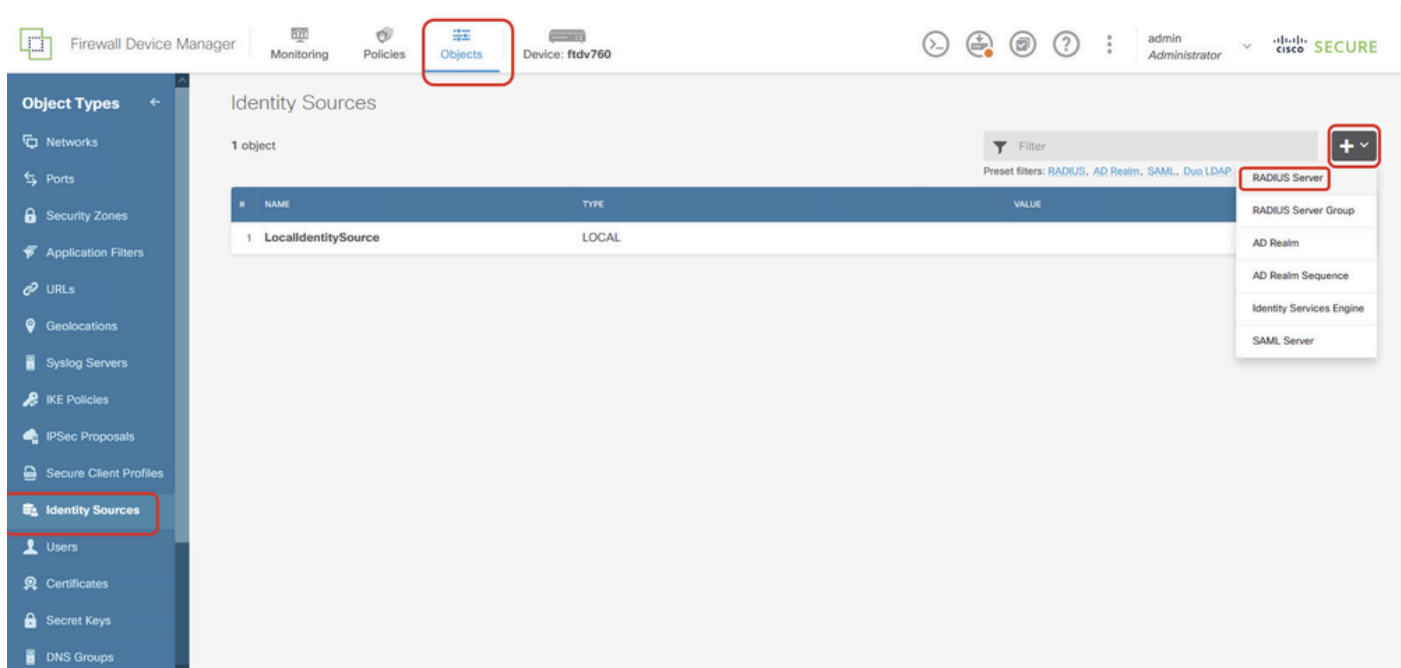 Firewall Device Manager
Monitoring
Policies
Objects
Device: ftdv760
admin
Administrator
cisco SECURE
Object Types
Networks
Ports
Security Zones
Application Filters
URLs
Geolocations
Syslog Servers
IKE Policies
IPSec Proposals
Secure Client Profiles
Identity Sources
Users
Certificates
Secret Keys
DNS Groups
Identity Sources
1 object
Filter
Preset filters: RADIUS, AD Realm, SAML, Duo LDAP
# NAME TYPE VALUE
1 LocalIdentitySource LOCAL
RADIUS Server
RADIUS Server Group
AD Realm
AD Realm Sequence
Identity Services Engine
SAML Server